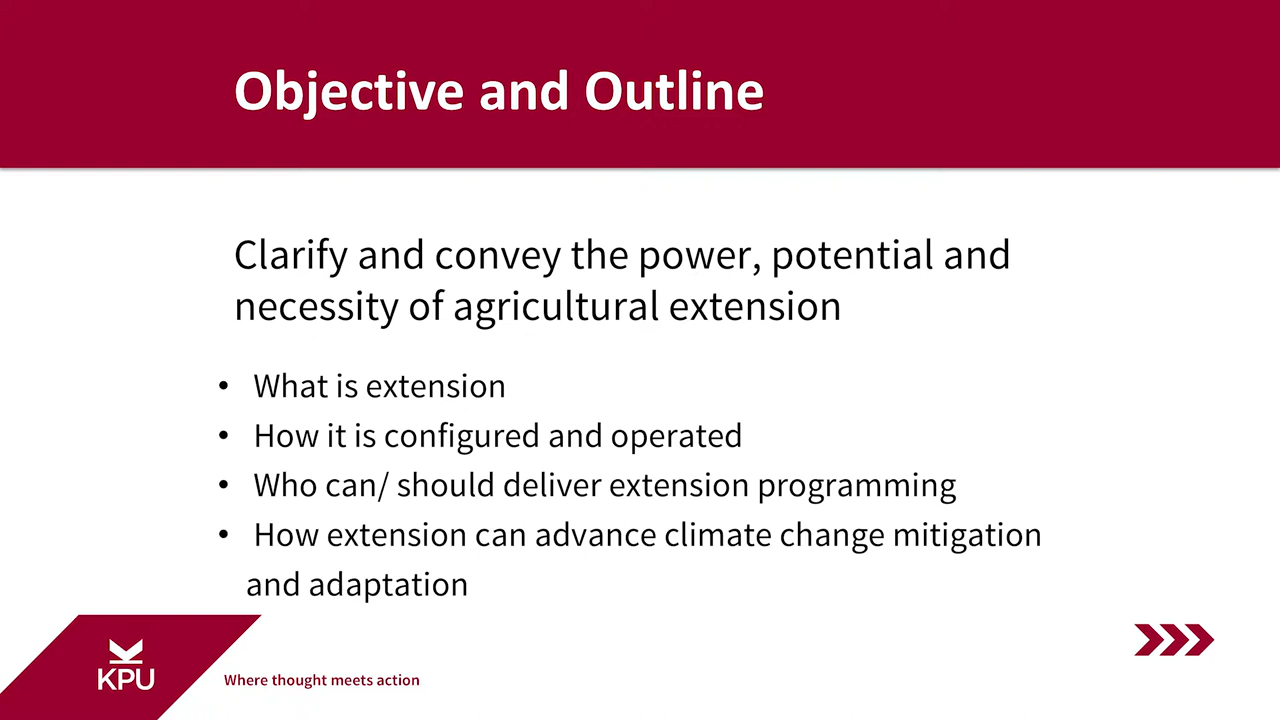 Objective and Outline
Clarify and convey the power, potential and
necessity of agricultural extension
• What is extension
• How it is configured and operated
• Who can/ should deliver extension programming
• How extension can advance climate change mitigation
and adaptation
KPU
Where thought meets action